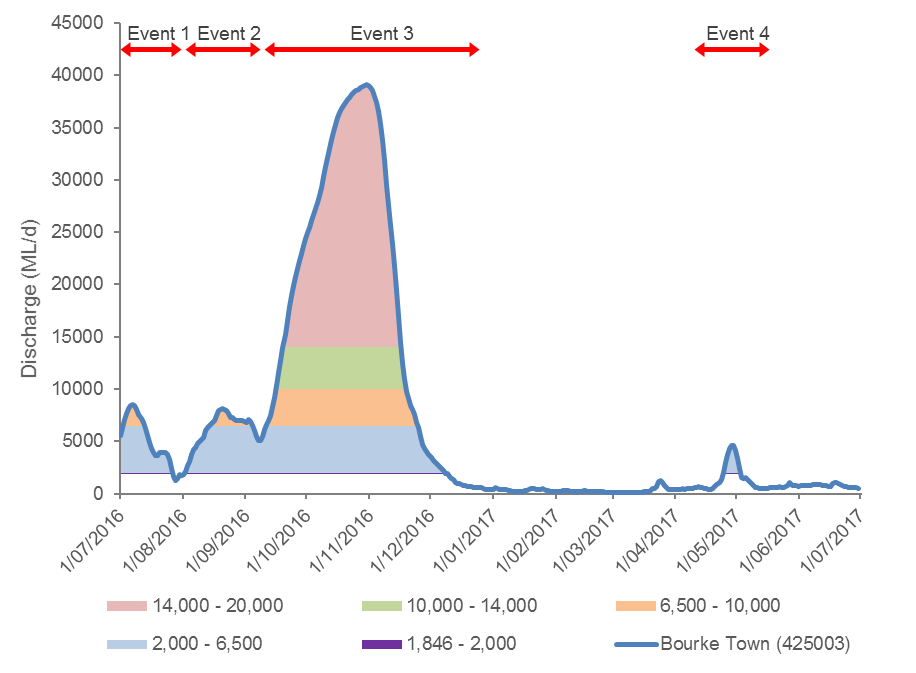 45000
Event 1 Event 2 Event 3 Event 4
40000
35000
30000
25000
20000
15000
10000
5000
0
Discharge (ML/d)
1/07/2016 1/08/2016 1/09/2016 1/10/2016 1/11/2016 1/12/2016 1/01/2017 1/02/2017 1/03/2017 1/04/2017 1/05/2017 1/06/2017 1/07/2017
14,000 - 20,000 10,000 - 14,000 6,500 - 10,000
2,000 - 6,500 1,846 - 2,000 Bourke Town (425003)